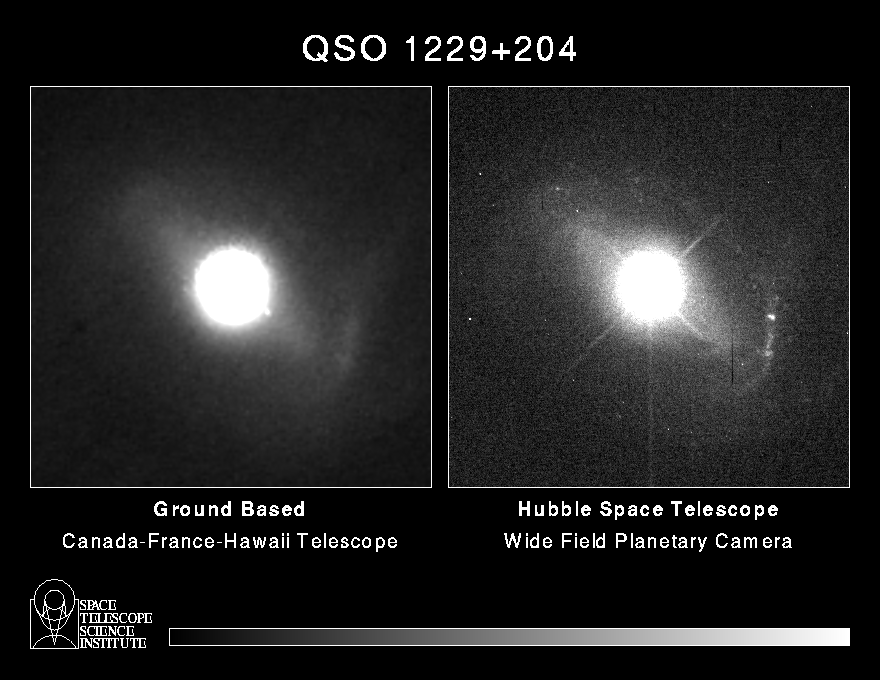 QSO 1229+204
Ground Based
Canada-France-Hawaii Telescope
Hubble Space Telescope
Wide Field Planetary Camera
SPACE
TELESCOPE
SCIENCE
INSTITUTE